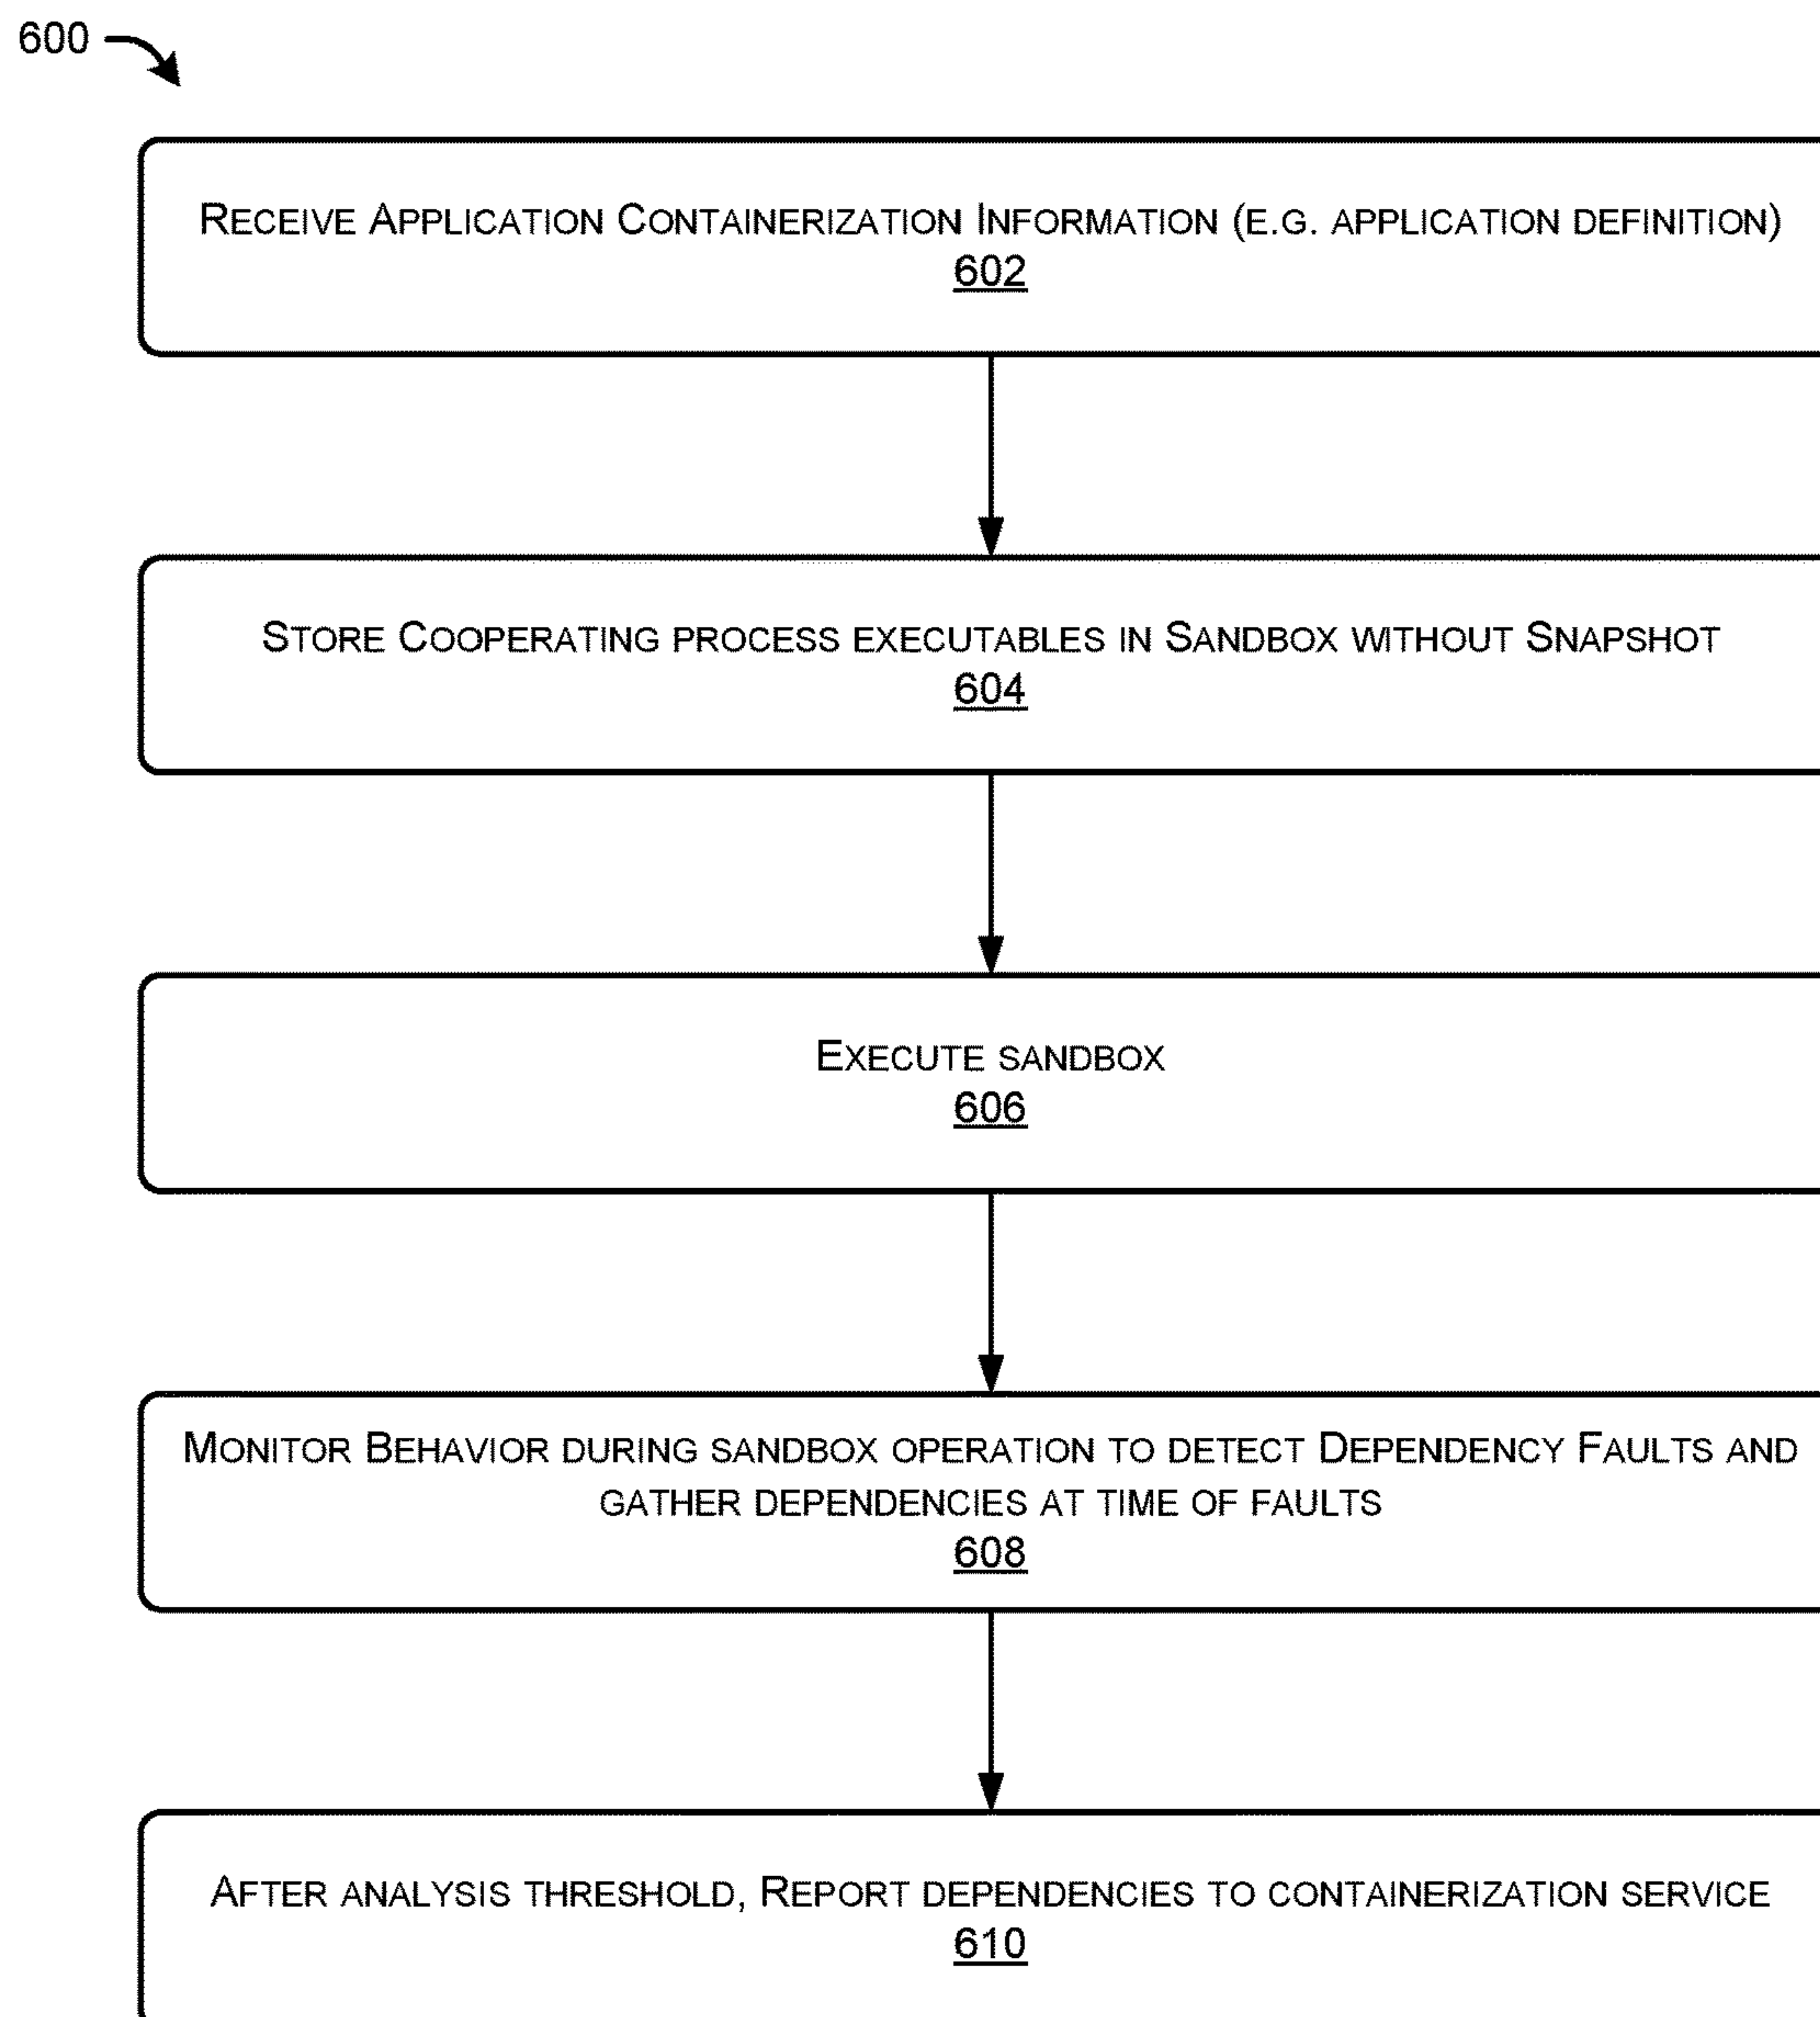 600
RECEIVE APPLICATION CONTAINERIZATION INFORMATION (E.G. APPLICATION DEFINITION)
602
STORE COOPERATING PROCESS EXECUTABLES IN SANDBOX WITHOUT SNAPSHOT
604
EXECUTE SANDBOX
606
MONITOR BEHAVIOR DURING SANDBOX OPERATION TO DETECT DEPENDENCY FAULTS AND
GATHER DEPENDENCIES AT TIME OF FAULTS
608
AFTER ANALYSIS THRESHOLD, REPORT DEPENDENCIES TO CONTAINERIZATION SERVICE
610